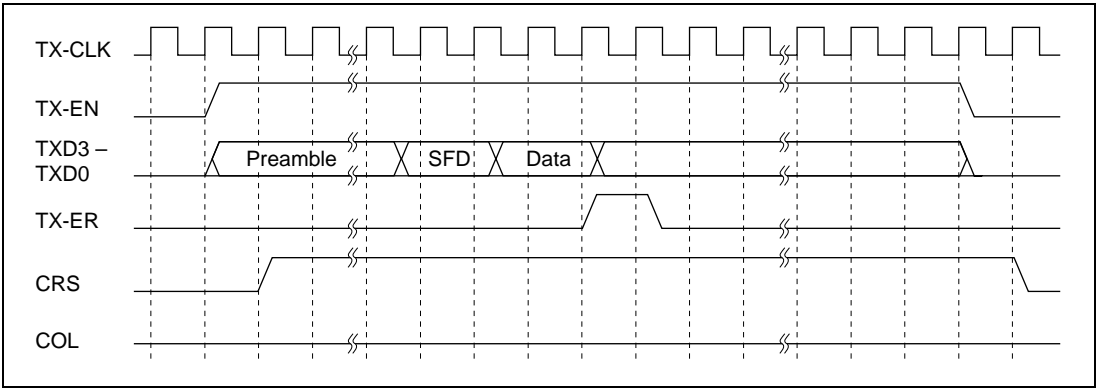 TX-CLK
TX-EN
TXD3 –
TXD0
Preamble
SFD
Data
TX-ER
CRS
COL